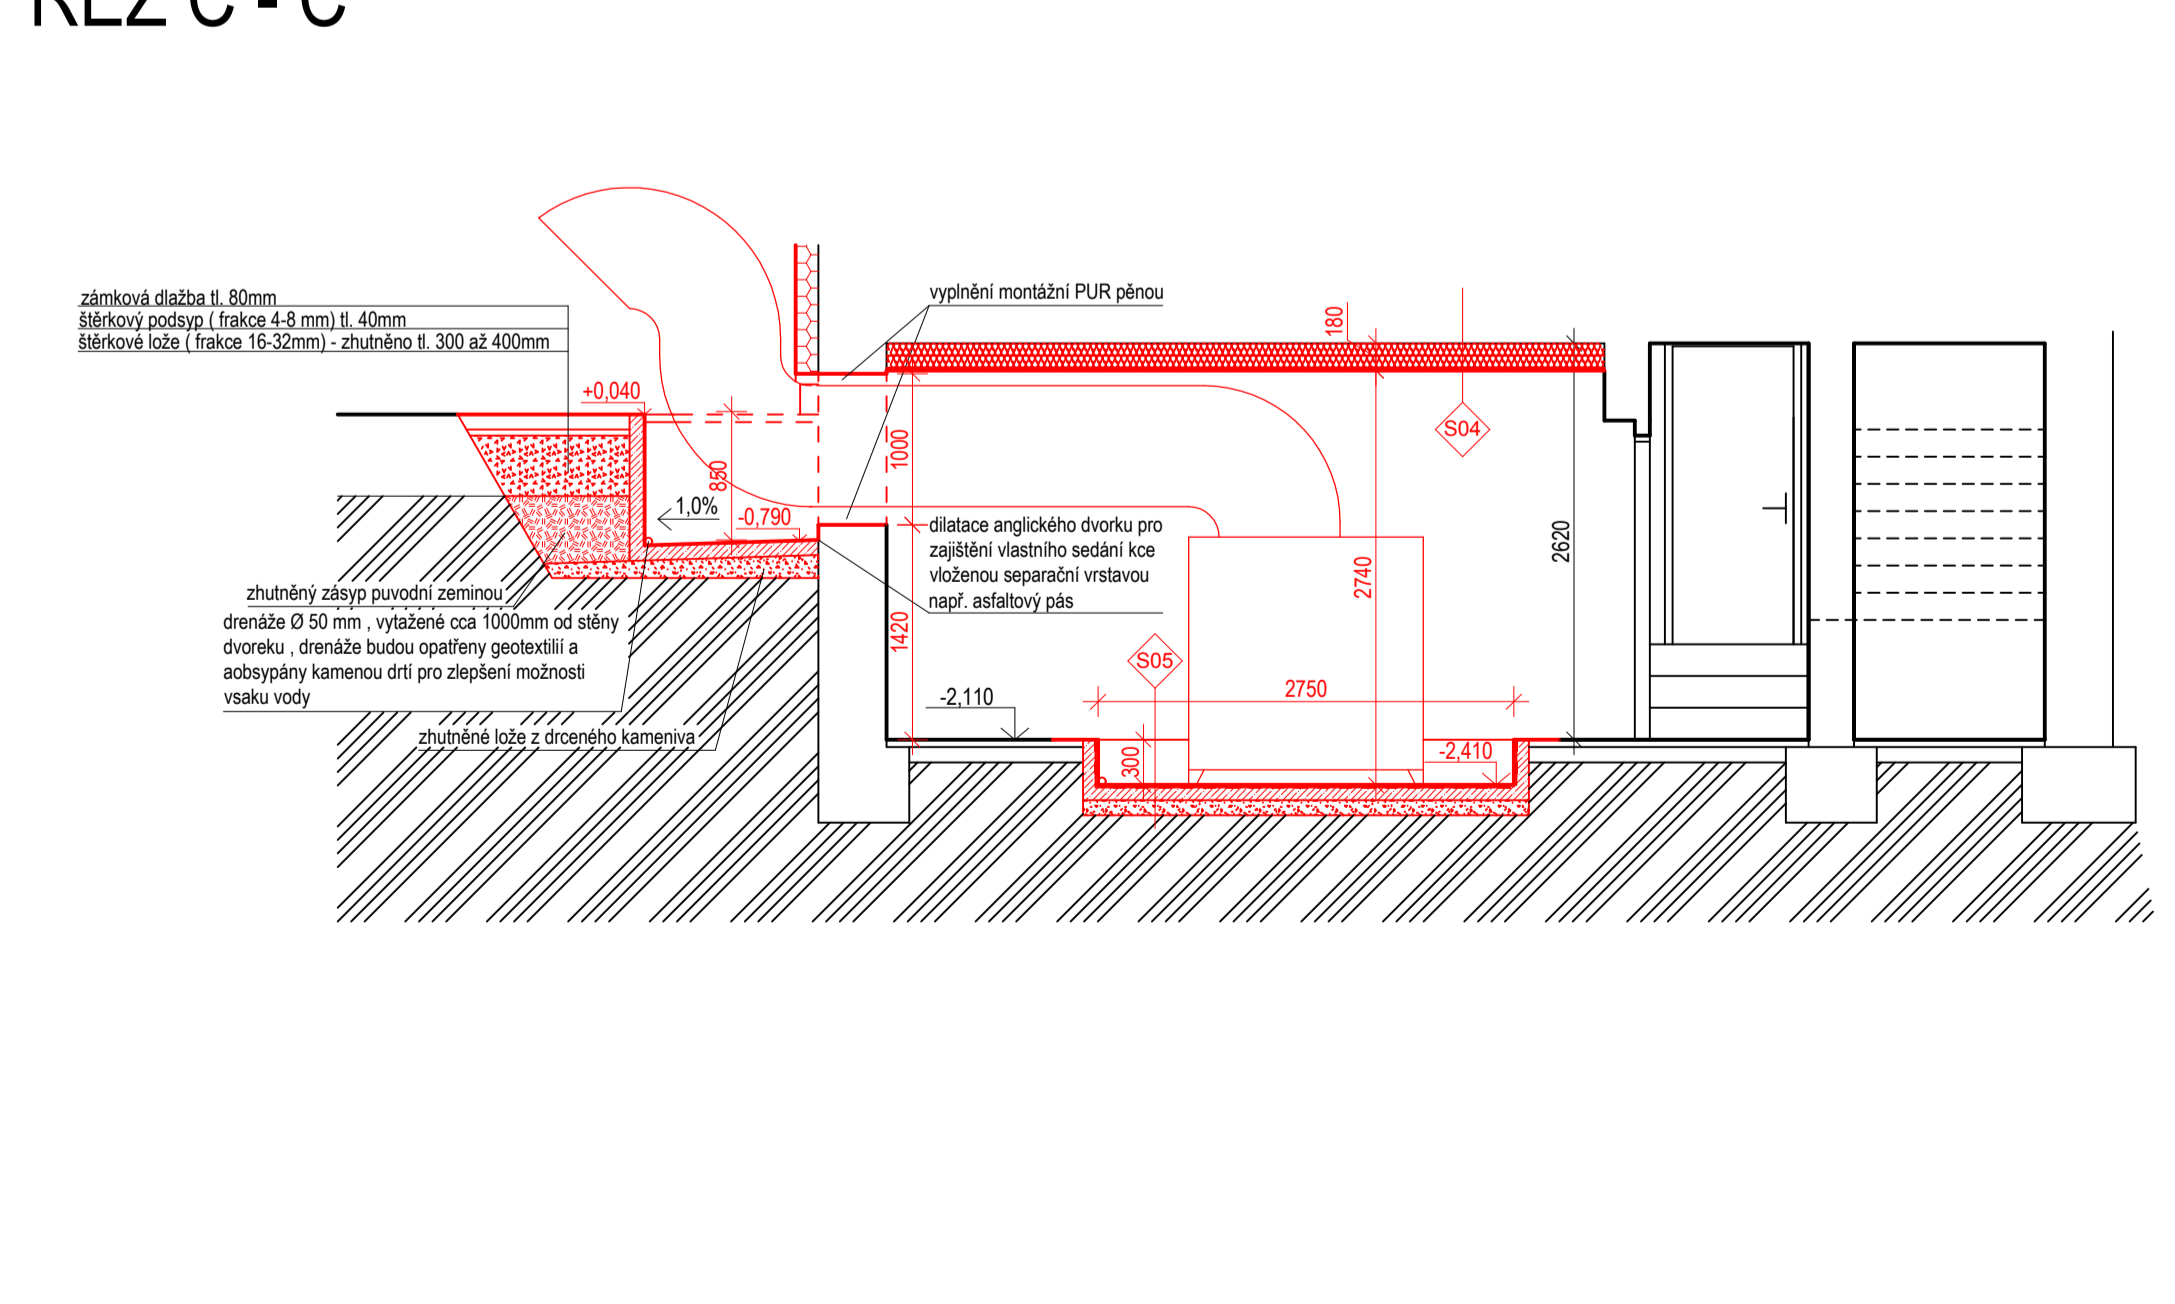 ŘEZ C - C
zámková dlažba tl. 80mm
štěrkový podsyp ( frakce 4-8 mm) tl. 40mm
štěrkové lože ( frakce 16-32mm) - zhutněno tl. 300 až 400mm
vyplnění montážní PUR pěnou
180
+0,040
S04
1000
850
1,0%
-0,790
dilatace anglického dvorku pro
zajištění vlastního sedání kce
vloženou separační vrstavou
např. asfaltový pás
2620
2740
zhutněný zásyp puvodní zeminou
drenáže Ø 50 mm , vytažené cca 1000mm od stěny
dvoreku , drenáže budou opatřeny geotextilií a
aobsypány kamenou drtí pro zlepšení možnosti
vsaku vody
1420
S05
2750
-2,110
zhutněné lože z drceného kameniva
300
-2,410